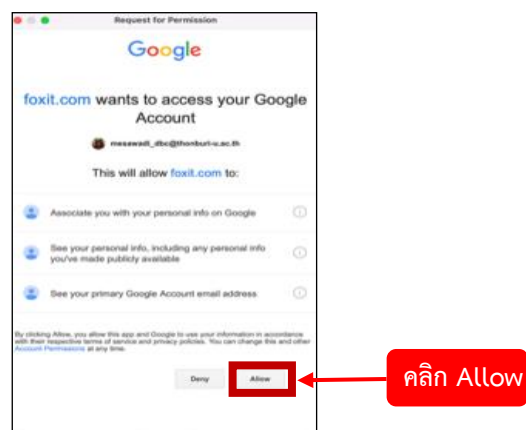 Request for Permission
Google
foxit.com wants to access your Google
Account
mesawadi_dbc@thonburi-u.ac.th
This will allow foxit.com to:
Associate you with your personal info on Google
See your personal info, including any personal info
you've made publicly available
See your primary Google Account email address
By clicking Allow, you allow this app and Google to use your information in accordance
with their respective terms of service and privacy policies. You can change this and other
Account Permissions at any time.
Deny
Allow
คลิก Allow